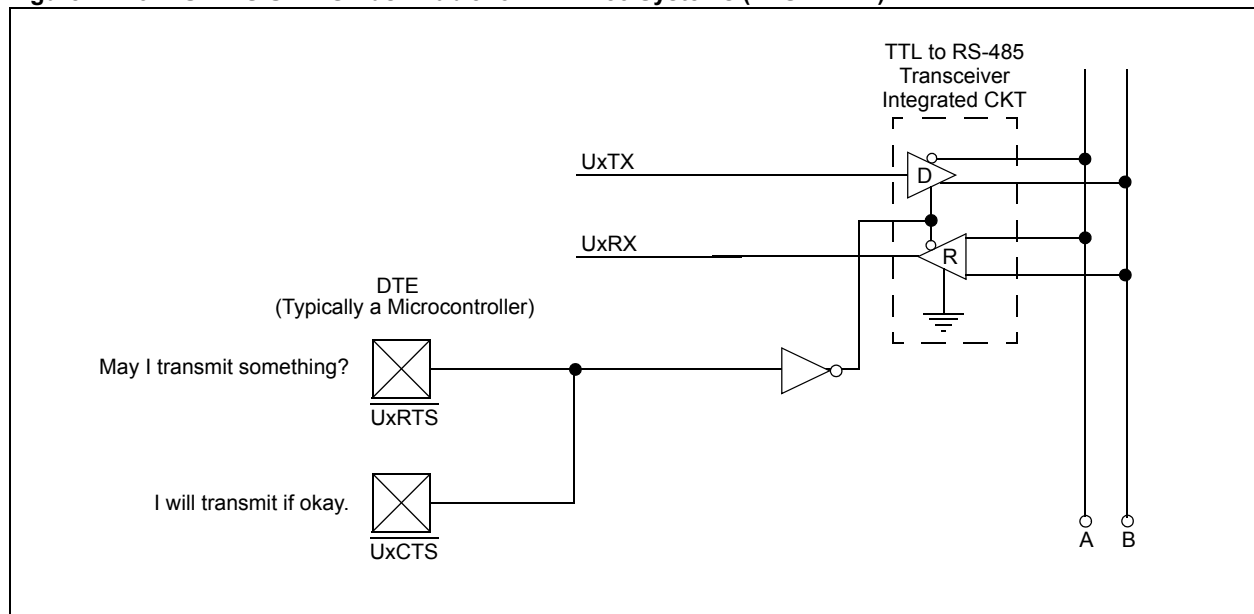 TTL to RS-485
Transceiver
Integrated CKT
UxTX
D
UxRX
R
DTE
(Typically a Microcontroller)
May I transmit something?
UxRTS
I will transmit if okay.
UxCTS
A B